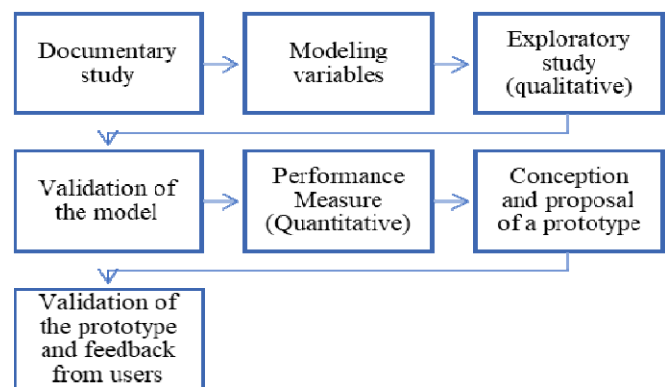 Documentary
study
Modeling
variables
Exploratory
study
(qualitative)
Validation of
the model
Performance
Measure
(Quantitative)
Conception
and proposal
of a prototype
Validation of
the prototype
and feedback
from users